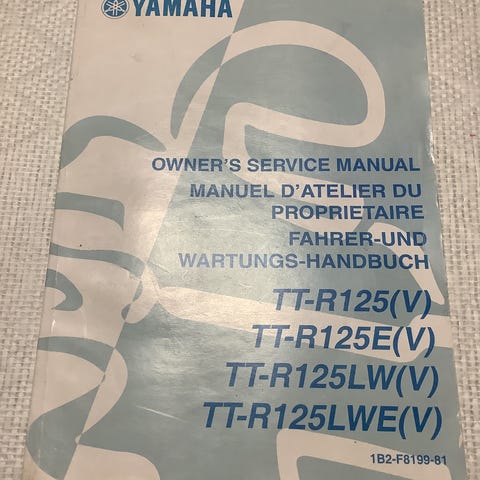 YAMAHA
OWNER'S SERVICE MANUAL
MANUEL D'ATELIER DU
PROPRIETAIRE
FAHRER-UND
WARTUNGS-HANDBUCH
TT-R125(V)
TT-R125E(V)
TT-R125LW(V)
TT-R125LWE(V)
1B2-F8199-81